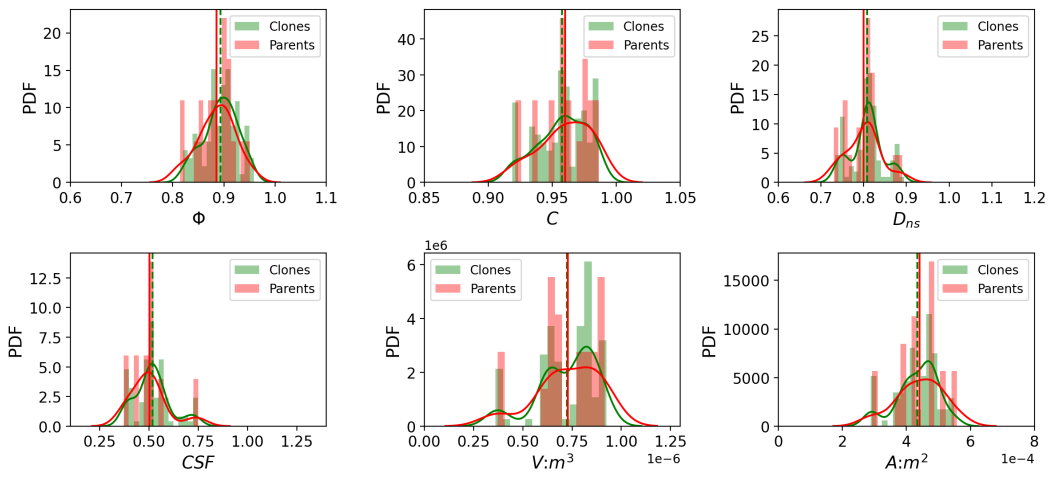 Clones
Parents
PDF
20
15
10
5
0
0.6 0.7 0.8 0.9 1.0 1.1
Φ
Clones
Parents
PDF
40
30
20
10
0
0.85 0.90 0.95 1.00 1.05
C
Clones
Parents
PDF
25
20
15
10
5
0
0.6 0.7 0.8 0.9 1.0 1.1 1.2
D_ns
Clones
Parents
PDF
12.5
10.0
7.5
5.0
2.5
0.0
0.25 0.50 0.75 1.00 1.25
CSF
1e6
Clones
Parents
PDF
6
4
2
0
0.00 0.25 0.50 0.75 1.00 1.25
V:m³
1e−6
Clones
Parents
PDF
15000
10000
5000
0
0 2 4 6 8
A:m²
1e−4